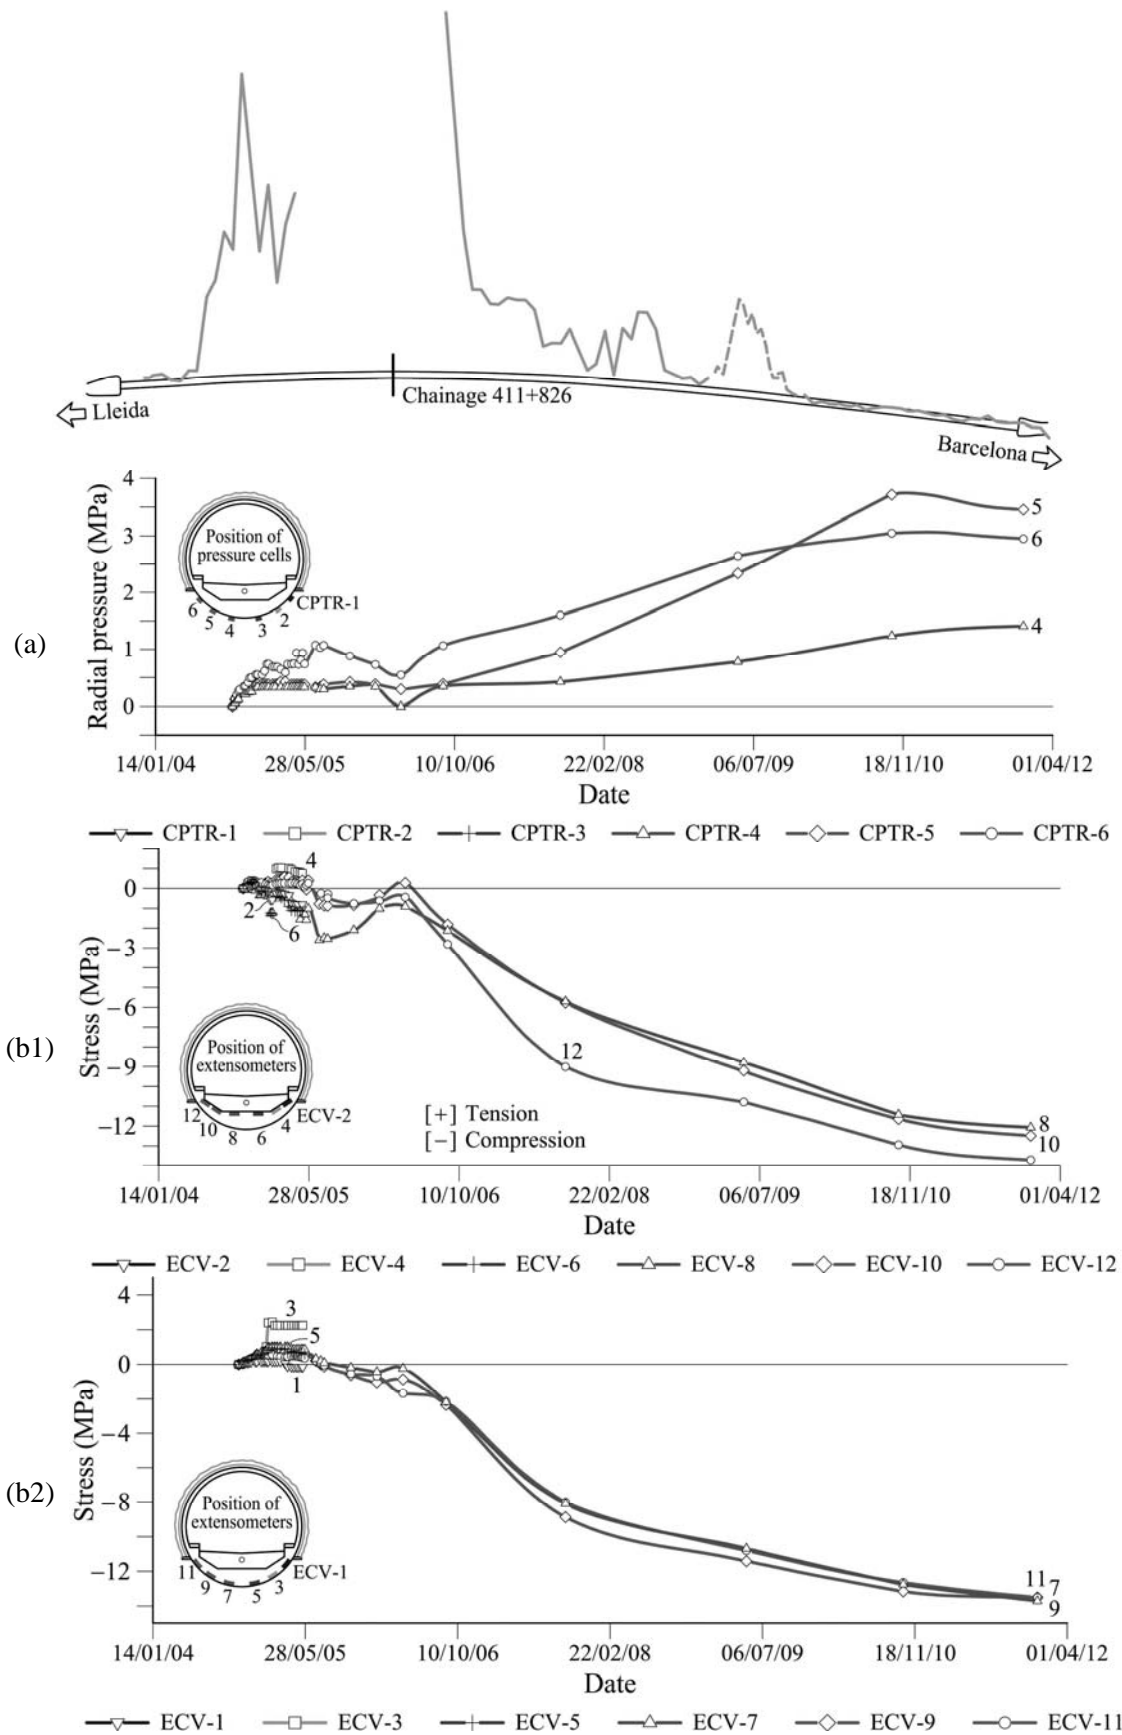 Lleida
Chainage 411+826
Barcelona
(a)
Radial pressure (MPa)
4
3
2
1
0
Position of
pressure cells
CPTR-1
6
5
4
3
2
5
6
4
14/01/04
28/05/05
10/10/06
22/02/08
06/07/09
18/11/10
01/04/12
Date
CPTR-1
CPTR-2
CPTR-3
CPTR-4
CPTR-5
CPTR-6
(b1)
Stress (MPa)
0
−3
−6
−9
−12
4
2
6
12
8
10
Position of
extensometers
12
10
8
6
4
ECV-2
[+] Tension
[−] Compression
14/01/04
28/05/05
10/10/06
22/02/08
06/07/09
18/11/10
01/04/12
Date
ECV-2
ECV-4
ECV-6
ECV-8
ECV-10
ECV-12
(b2)
Stress (MPa)
4
0
−4
−8
−12
3
5
1
Position of
extensometers
11
9
7
5
3
ECV-1
11
7
9
14/01/04
28/05/05
10/10/06
22/02/08
06/07/09
18/11/10
01/04/12
Date
ECV-1
ECV-3
ECV-5
ECV-7
ECV-9
ECV-11